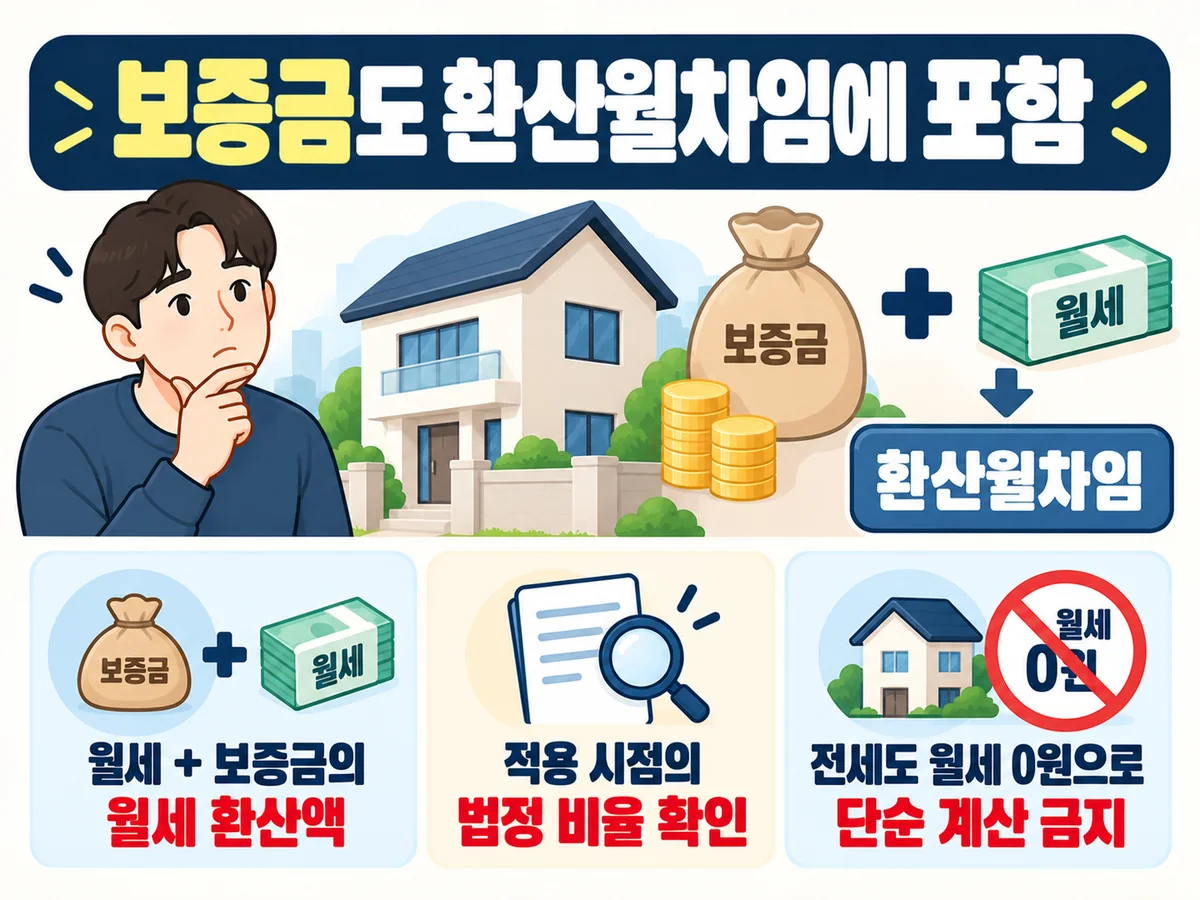 보증금도 환산월차임에 포함
보증금
월세
환산월차임
보증금
월세
월세 + 보증금의
월세 환산액
적용 시점의
법정 비율 확인
월세
0원
전세도 월세 0원으로
단순 계산 금지